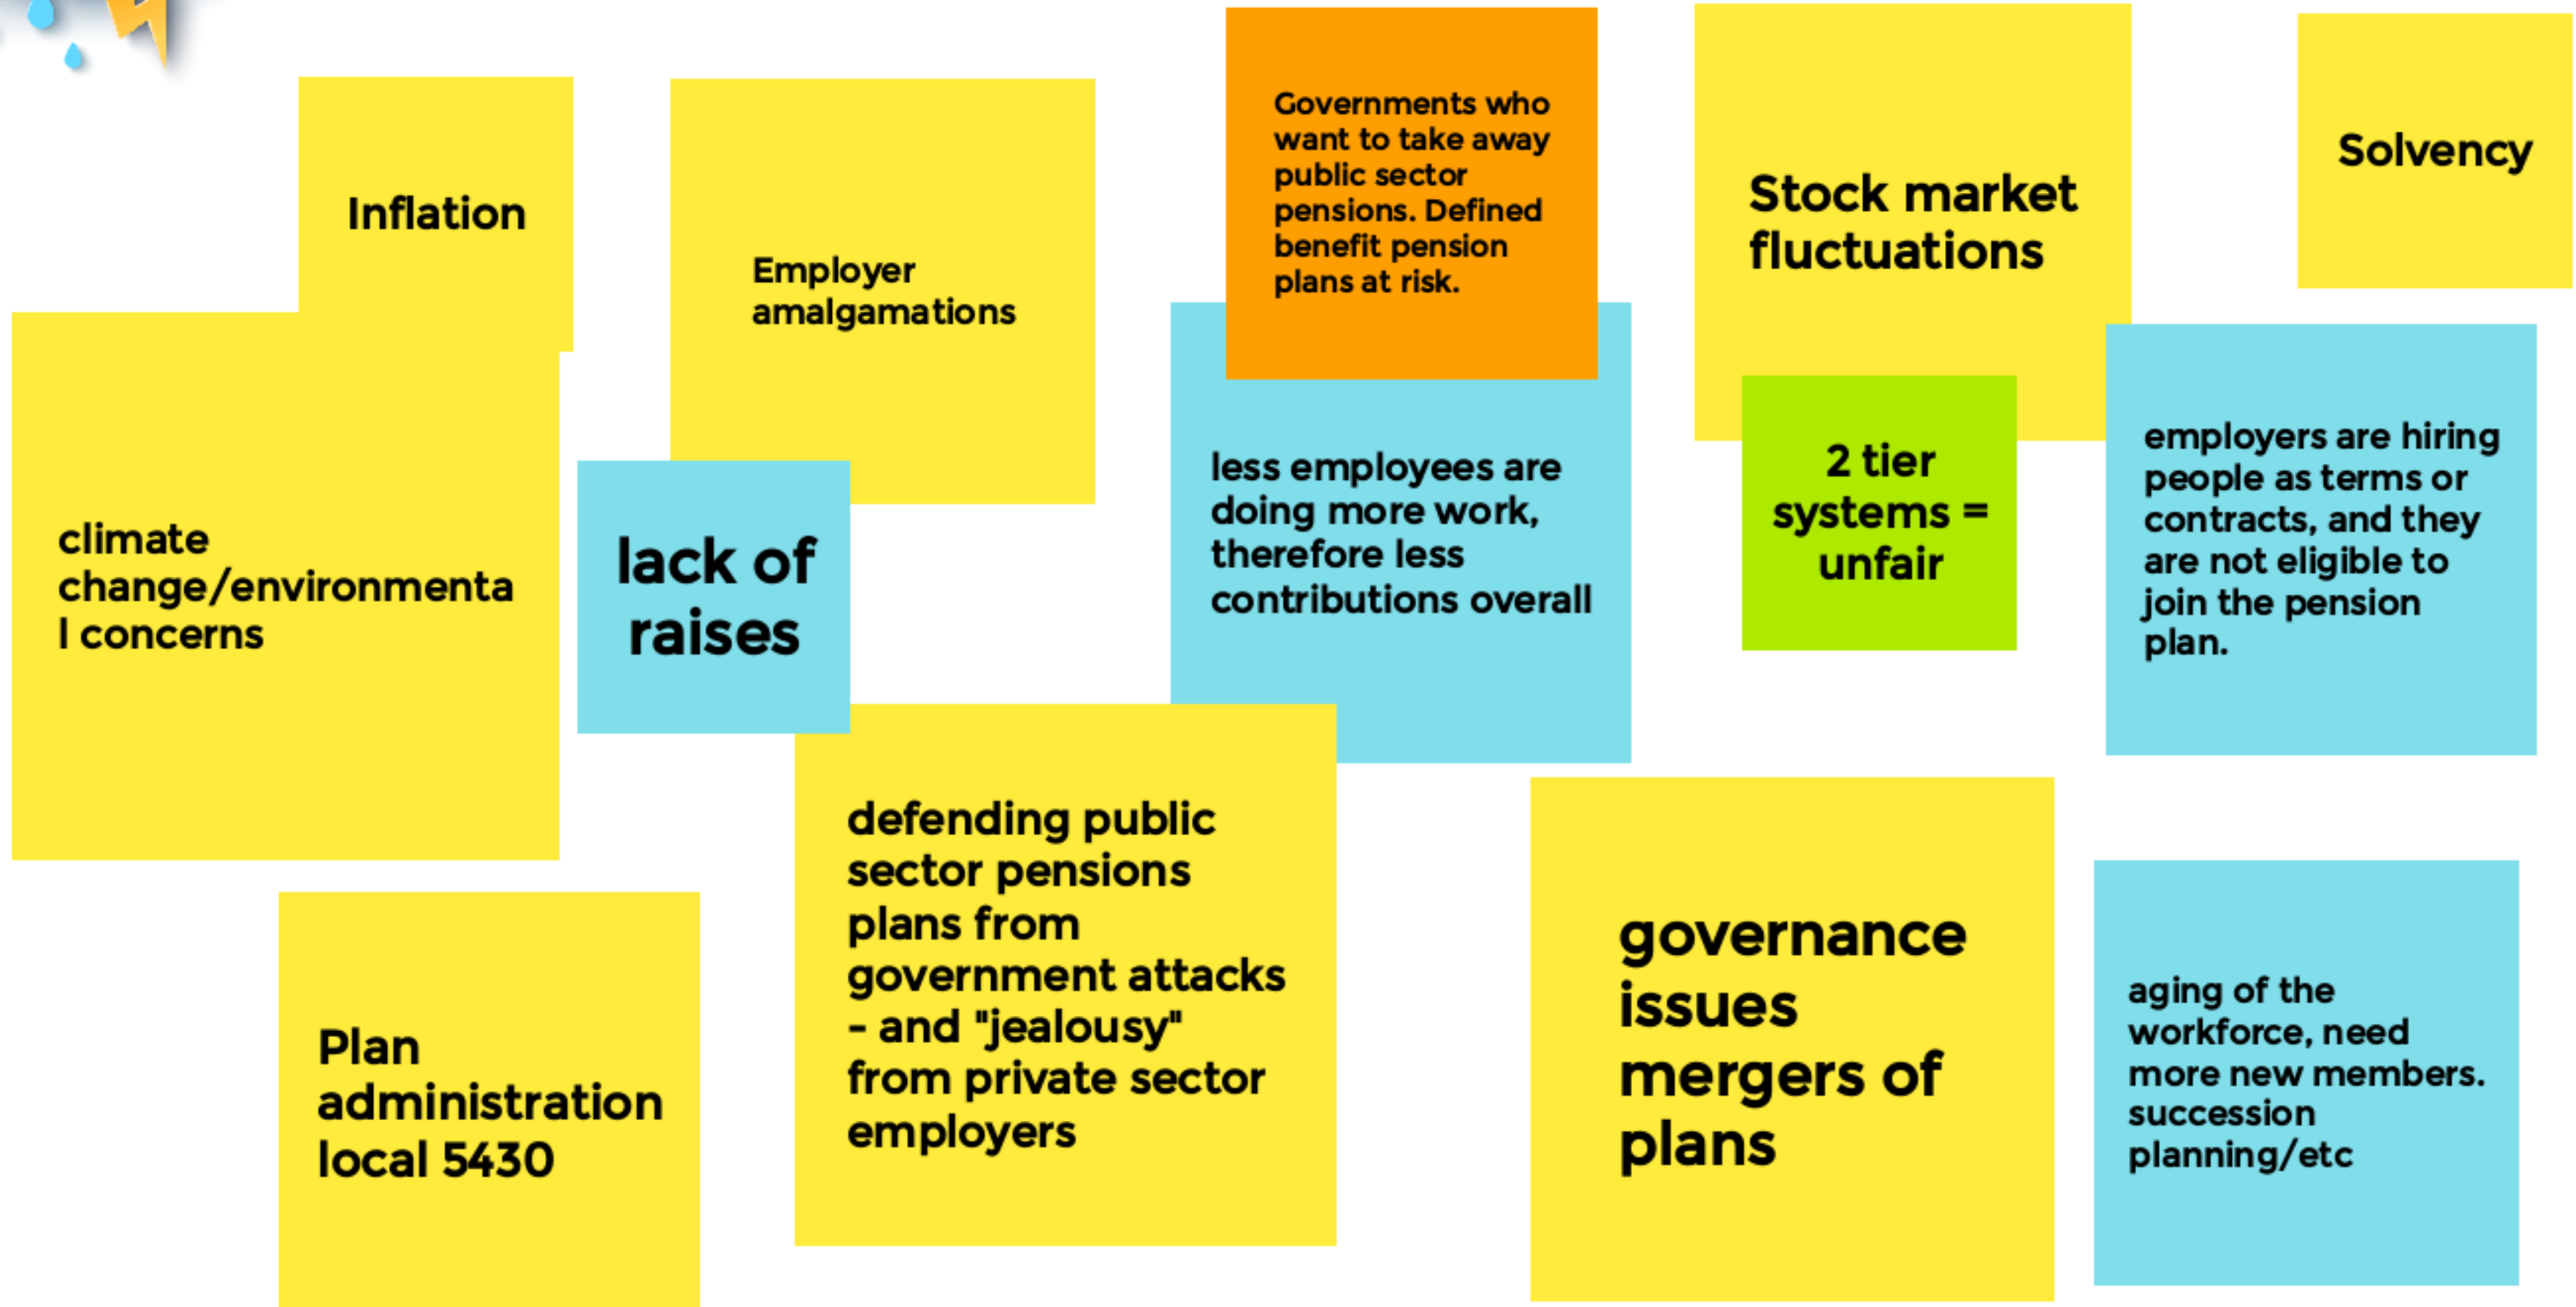 Inflation
Employer
amalgamations
Governments who
want to take away
public sector
pensions. Defined
benefit pension
plans at risk.
Stock market
fluctuations
Solvency
climate
change/environmenta
l concerns
lack of
raises
less employees are
doing more work,
therefore less
contributions overall
2 tier
systems =
unfair
employers are hiring
people as terms or
contracts, and they
are not eligible to
join the pension
plan.
Plan
administration
local 5430
defending public
sector pensions
plans from
government attacks
- and "jealousy"
from private sector
employers
governance
issues
mergers of
plans
aging of the
workforce, need
more new members.
succession
planning/etc